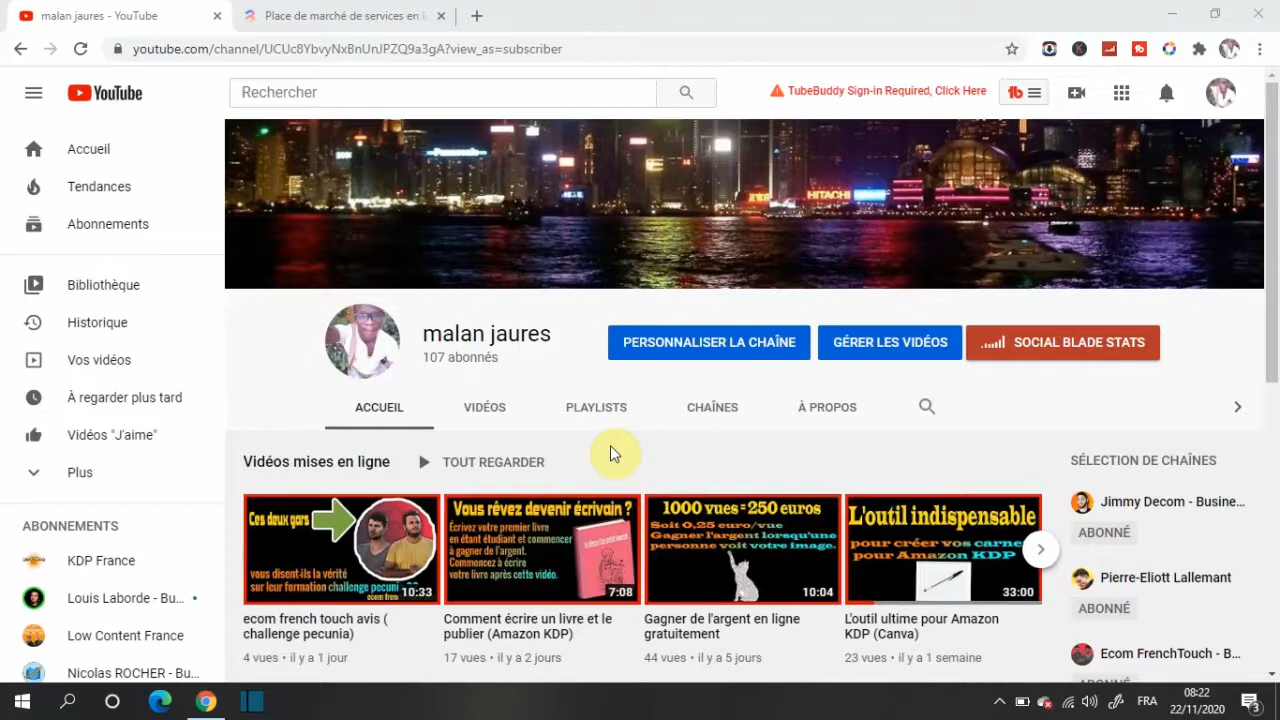 malan jaures - YouTube
Place de marché de services en l
youtube.com/channel/UCUc8YbvyNx8nUnJPZQ9a3gA?view_as=subscriber
YouTube
Rechercher
TubeBuddy Sign-in Required, Click Here
Accueil
Tendances
Abonnements
Bibliothèque
Historique
Vos vidéos
À regarder plus tard
Vidéos "J'aime"
Plus
ABONNEMENTS
KDP France
Louis Laborde - Bu...
Low Content France
Nicolas ROCHER - Bu...
Panasonic
HITACHI
malan jaures
107 abonnés
PERSONNALISER LA CHAÎNE
GÉRER LES VIDÉOS
SOCIAL BLADE STATS
ACCUEIL
VIDÉOS
PLAYLISTS
CHAÎNES
À PROPOS
Vidéos mises en ligne
TOUT REGARDER
Ces deux gars
vous disent-ils la vérité
sur leur formation challenge pecuni
10:33
ecom french touch avis (
challenge pecunia)
4 vues • il y a 1 jour
Vous rêvez devenir écrivain ?
Écrivez votre premier livre
en étant étudiant et commencer
à gagner de l'argent.
Commencez à écrire
votre livre après cette vidéo.
7:08
Comment écrire un livre et le
publier (Amazon KDP)
17 vues • il y a 2 jours
1000 vues = 250 euros
Soit 0,25 euro/vue
Gagner l'argent lorsqu'une
personne voit votre image.
10:04
Gagner de l'argent en ligne
gratuitement
44 vues • il y a 5 jours
L'outil indispensable
pour créer vos carne
pour Amazon KDP
33:00
L'outil ultime pour Amazon
KDP (Canva)
23 vues • il y a 1 semaine
SÉLECTION DE CHAÎNES
Jimmy Decom - Busine...
ABONNÉ
Pierre-Eliott Lallemant
ABONNÉ
Ecom FrenchTouch - B...
FRA
08:22
22/11/2020
3